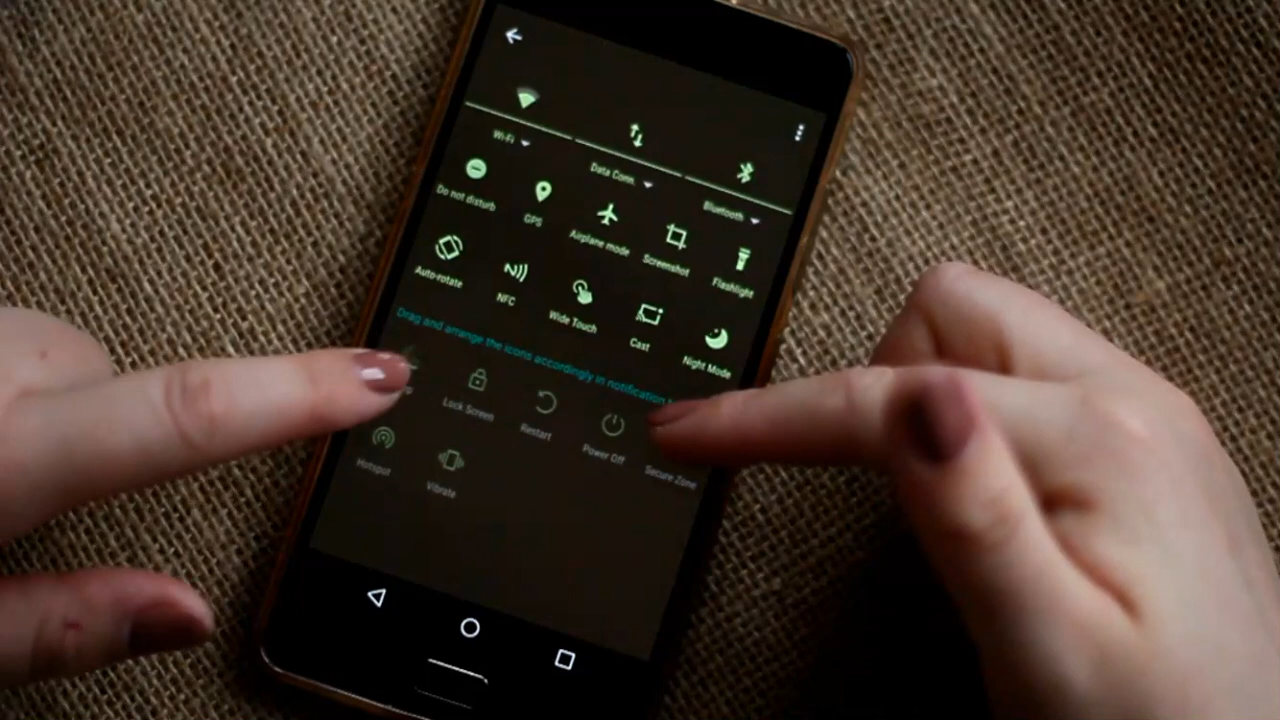 Wi-Fi
Data Conn.
Bluetooth
Do not disturb
GPS
Airplane mode
Screenshot
Flashlight
Auto-rotate
NFC
Wide Touch
Cast
Night Mode
Drag and arrange the icons accordingly in notification
Lock Screen
Restart
Power Off
Secure Zone
Hotspot
Vibrate